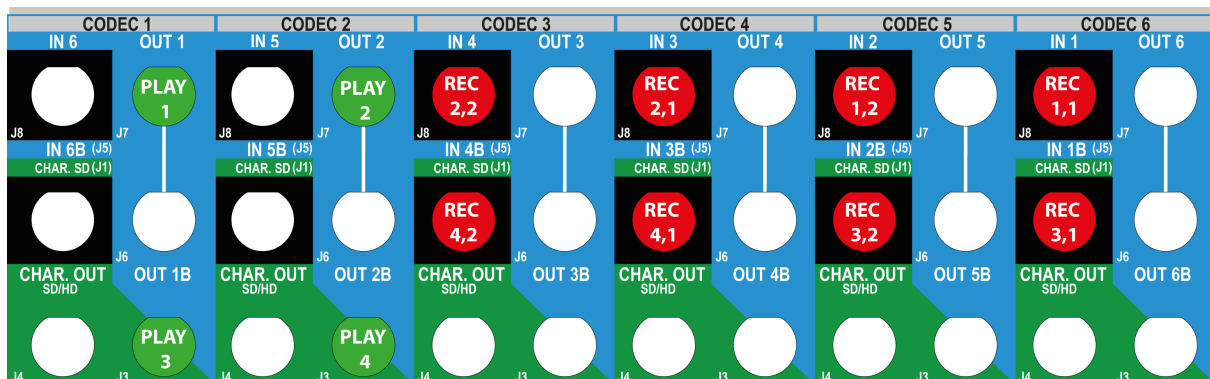 CODEC 1 CODEC 2 CODEC 3 CODEC 4 CODEC 5 CODEC 6
IN 6 OUT 1 IN 5 OUT 2 IN 4 OUT 3 IN 3 OUT 4 IN 2 OUT 5 IN 1 OUT 6
PLAY PLAY REC REC REC REC
1 2 2,2 2,1 1,2 1,1
J8 J7 J8 J7 J8 J7 J8 J7 J8 J7 J8 J7
IN 6B (J5) IN 5B (J5) IN 4B (J5) IN 3B (J5) IN 2B (J5) IN 1B (J5)
CHAR. SD (J1) CHAR. SD (J1) CHAR. SD (J1) CHAR. SD (J1) CHAR. SD (J1) CHAR. SD (J1)
REC REC REC REC
4,2 4,1 3,2 3,1
J6 J6 J6 J6 J6 J6
CHAR. OUT OUT 1B CHAR. OUT OUT 2B CHAR. OUT OUT 3B CHAR. OUT OUT 4B CHAR. OUT OUT 5B CHAR. OUT OUT 6B
SD/HD SD/HD SD/HD SD/HD SD/HD SD/HD
PLAY PLAY
3 4
J4 J3 J4 J3 J4 J3 J4 J3 J4 J3 J4 J3